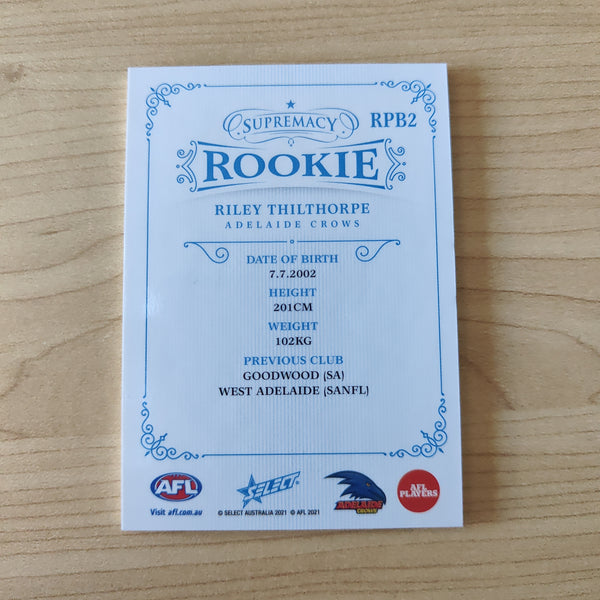 SUPREMACY
RPB2
ROOKIE
RILEY THILTHORPE
ADELAIDE CROWS
DATE OF BIRTH
7.7.2002
HEIGHT
201CM
WEIGHT
102KG
PREVIOUS CLUB
GOODWOOD (SA)
WEST ADELAIDE (SANFL)
AFL
Visit afl.com.au
SELECT
© SELECT AUSTRALIA 2021 © AFL 2021
ADELAIDE
CROWS
AFL
PLAYERS